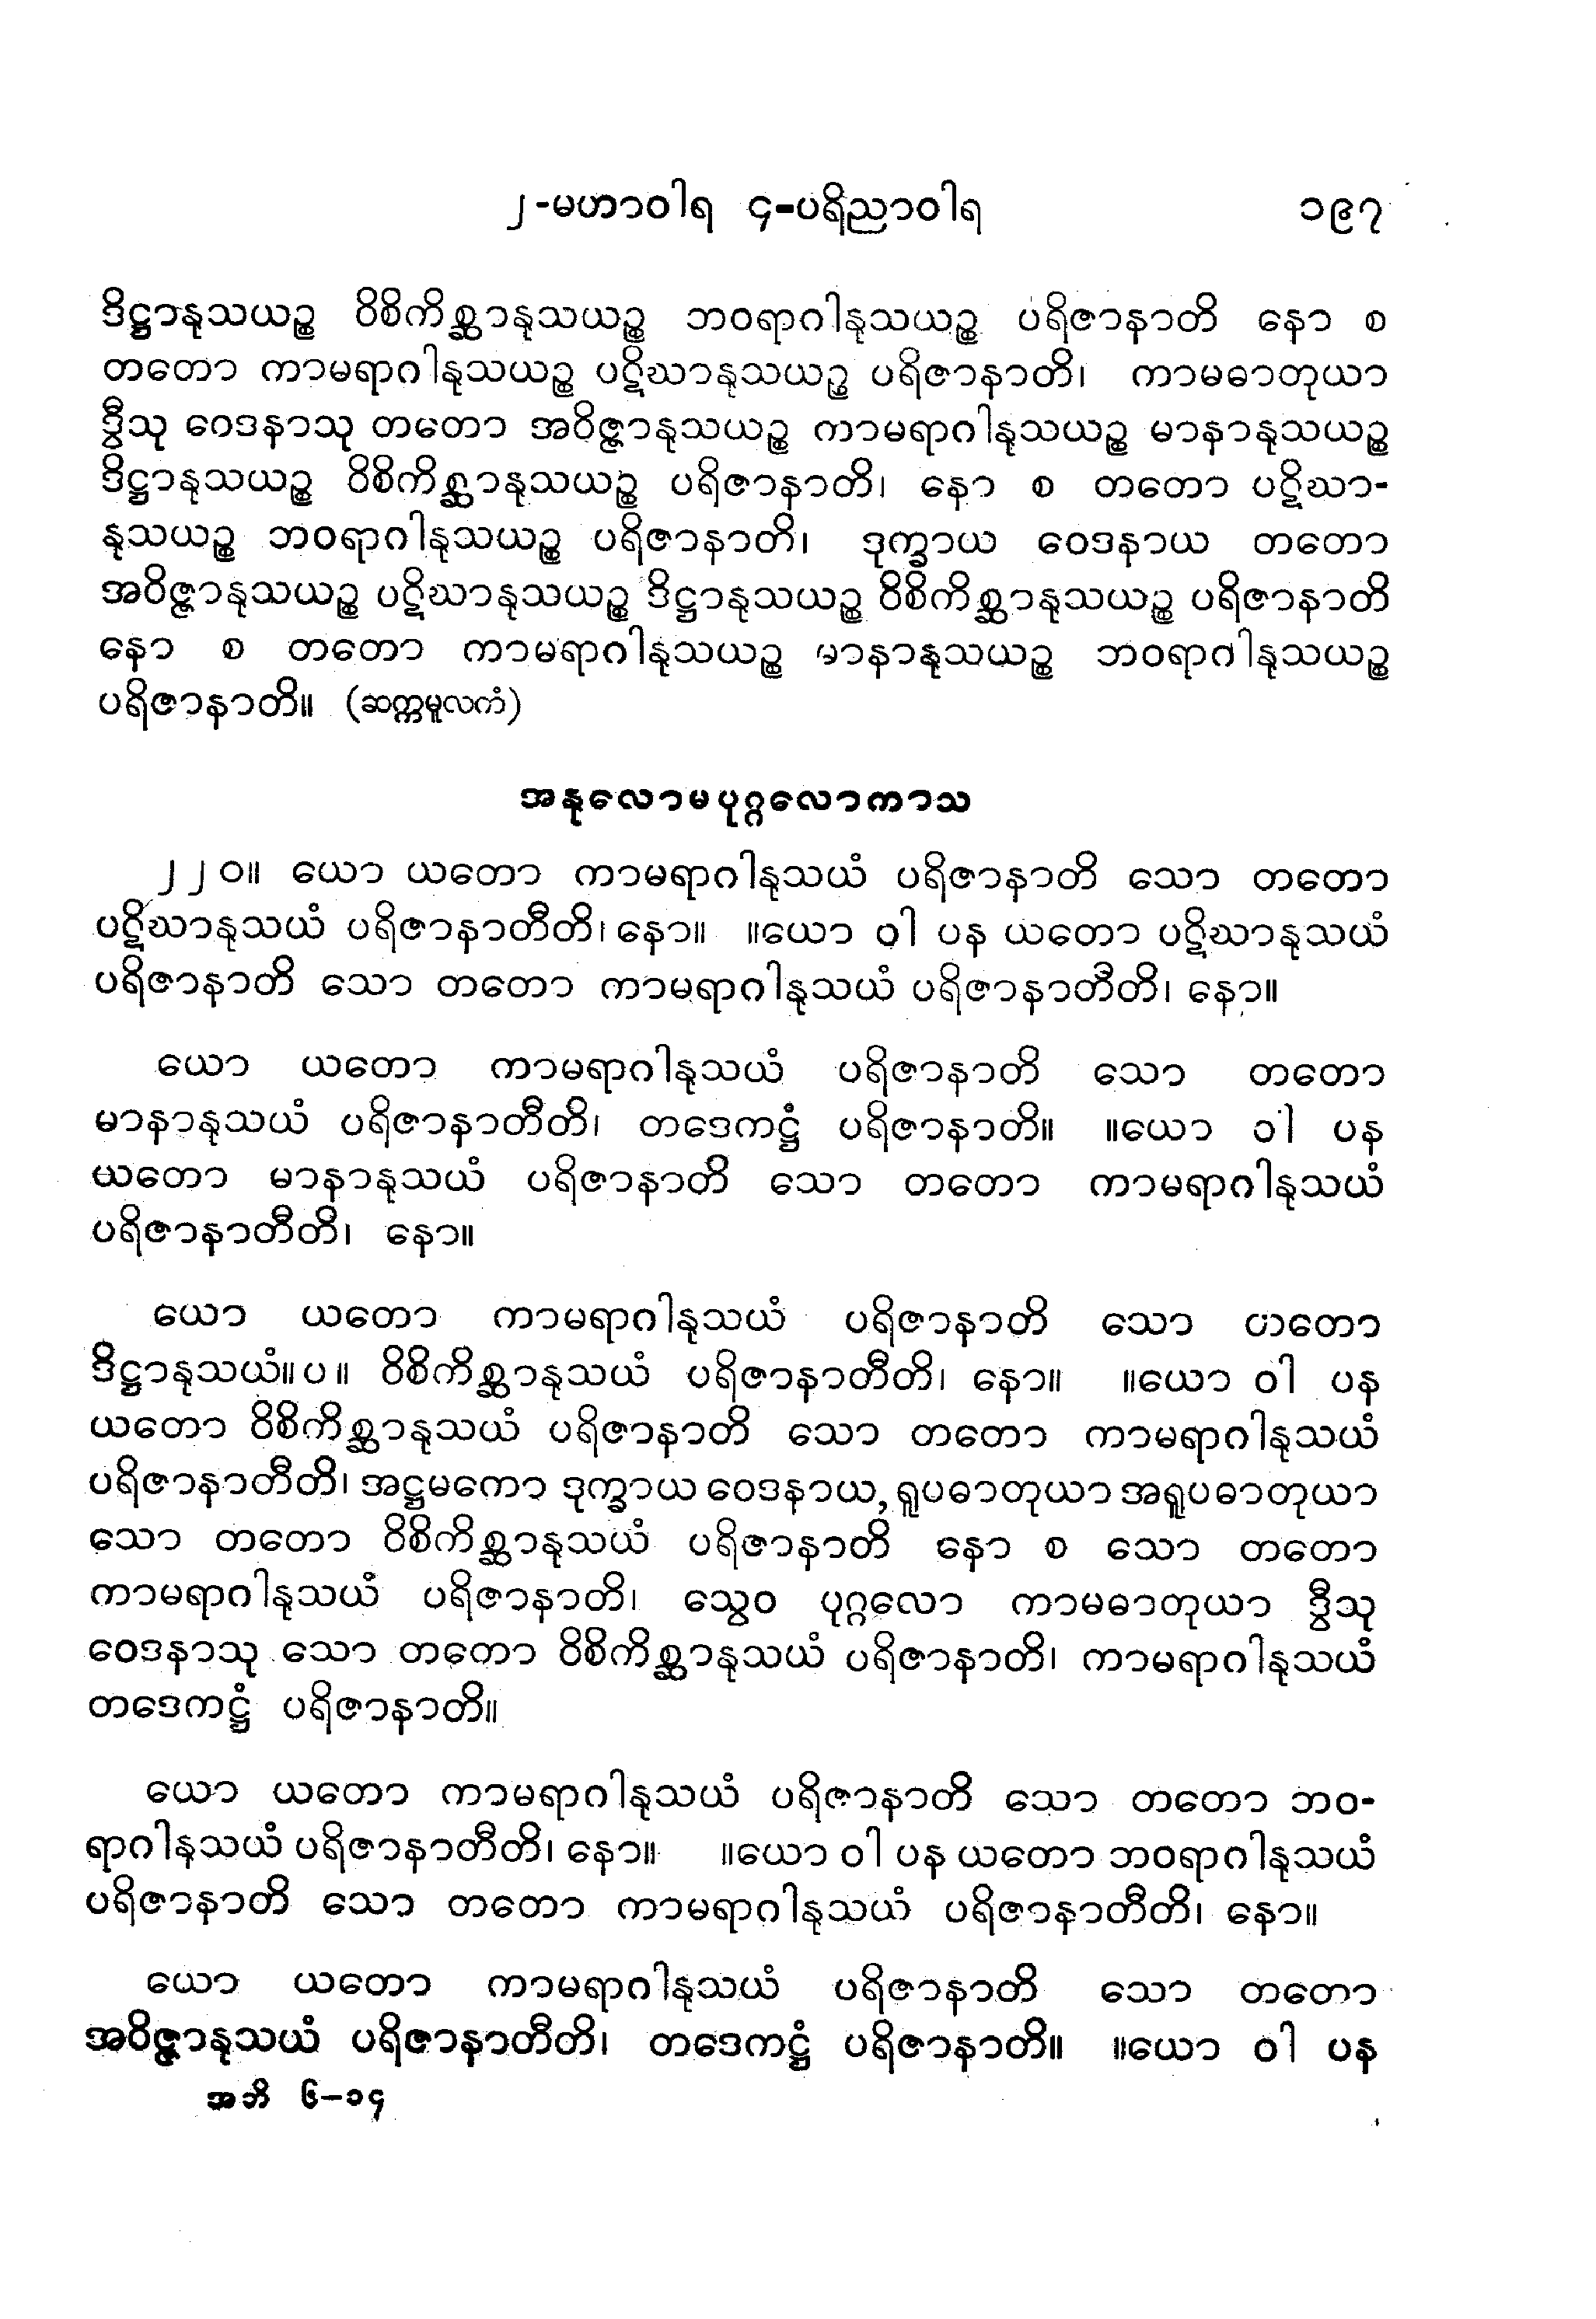 ၂-မဟာဝါရ ၄-ပရိညာဝါရ ၁၉၇
ဒိဋ္ဌာနုသယဉ္စ ဝိစိကိစ္ဆာနုသယဉ္စ ဘဝရာဂါနုသယဉ္စ ပရိဇာနာတိ နော စ
တတော ကာမရာဂါနုသယဉ္စ ပဋိဃာနုသယဉ္စ ပရိဇာနာတိ၊ ကာမဓာတုယာ
ဒွီသု ဝေဒနာသု တတော အဝိဇ္ဇာနုသယဉ္စ ကာမရာဂါနုသယဉ္စ မာနာနုသယဉ္စ
ဒိဋ္ဌာနုသယဉ္စ ဝိစိကိစ္ဆာနုသယဉ္စ ပရိဇာနာတိ၊ နော စ တတော ပဋိဃာ-
နုသယဉ္စ ဘဝရာဂါနုသယဉ္စ ပရိဇာနာတိ၊ ဒုက္ခာယ ဝေဒနာယ တတော
အဝိဇ္ဇာနုသယဉ္စ ပဋိဃာနုသယဉ္စ ဒိဋ္ဌာနုသယဉ္စ ဝိစိကိစ္ဆာနုသယဉ္စ ပရိဇာနာတိ
နော စ တတော ကာမရာဂါနုသယဉ္စ မာနာနုသယဉ္စ ဘဝရာဂါနုသယဉ္စ
ပရိဇာနာတိ။ (ဆက္ကမူလကံ)
အနုလောမပုဂ္ဂလောကာသ
၂၂၀။ ယော ယတော ကာမရာဂါနုသယံ ပရိဇာနာတိ သော တတော
ပဋိဃာနုသယံ ပရိဇာနာတီတိ၊ နော။ ။ယော ဝါ ပန ယတော ပဋိဃာနုသယံ
ပရိဇာနာတိ သော တတော ကာမရာဂါနုသယံ ပရိဇာနာတီတိ၊ နော။
ယော ယတော ကာမရာဂါနုသယံ ပရိဇာနာတိ သော တတော
မာနာနုသယံ ပရိဇာနာတီတိ၊ တဒေကဋ္ဌံ ပရိဇာနာတိ။ ။ယော ဝါ ပန
ယတော မာနာနုသယံ ပရိဇာနာတိ သော တတော ကာမရာဂါနုသယံ
ပရိဇာနာတီတိ၊ နော။
ယော ယတော ကာမရာဂါနုသယံ ပရိဇာနာတိ သော တတော
ဒိဋ္ဌာနုသယံ။ပ။ ဝိစိကိစ္ဆာနုသယံ ပရိဇာနာတီတိ၊ နော။ ။ယော ဝါ ပန
ယတော ဝိစိကိစ္ဆာနုသယံ ပရိဇာနာတိ သော တတော ကာမရာဂါနုသယံ
ပရိဇာနာတီတိ၊ အဋ္ဌမကော ဒုက္ခာယ ဝေဒနာယ, ရူပဓာတုယာ အရူပဓာတုယာ
သော တတော ဝိစိကိစ္ဆာနုသယံ ပရိဇာနာတိ နော စ သော တတော
ကာမရာဂါနုသယံ ပရိဇာနာတိ၊ သွေဝ ပုဂ္ဂလော ကာမဓာတုယာ ဒွီသု
ဝေဒနာသု သော တတော ဝိစိကိစ္ဆာနုသယံ ပရိဇာနာတိ၊ ကာမရာဂါနုသယံ
တဒေကဋ္ဌံ ပရိဇာနာတိ။
ယော ယတော ကာမရာဂါနုသယံ ပရိဇာနာတိ သော တတော ဘဝ-
ရာဂါနုသယံ ပရိဇာနာတီတိ၊ နော။ ။ယော ဝါ ပန ယတော ဘဝရာဂါနုသယံ
ပရိဇာနာတိ သော တတော ကာမရာဂါနုသယံ ပရိဇာနာတီတိ၊ နော။
ယော ယတော ကာမရာဂါနုသယံ ပရိဇာနာတိ သော တတော
အဝိဇ္ဇာနုသယံ ပရိဇာနာတီတိ၊ တဒေကဋ္ဌံ ပရိဇာနာတိ။ ။ယော ဝါ ပန
အဘိ ၆−၁၄